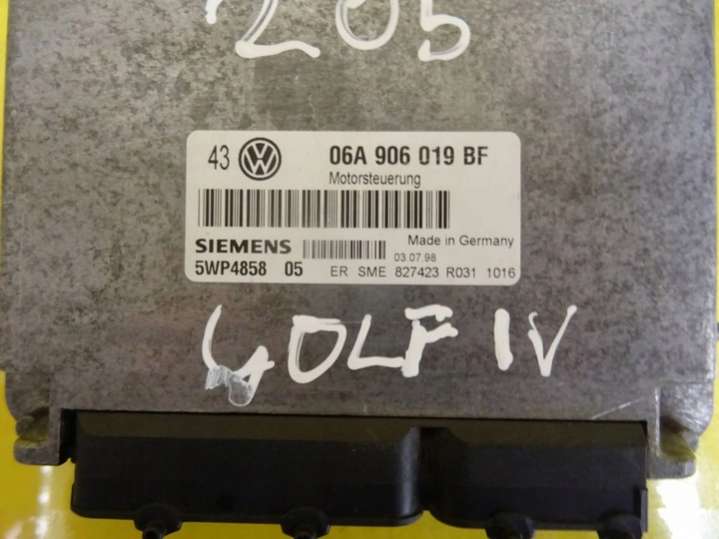 205
43 VW 06A 906 019 BF
Motorsteuerung
SIEMENS Made in Germany
03.07.98
5WP4858 05 ER SME 827423 R031 1016
GOLF IV